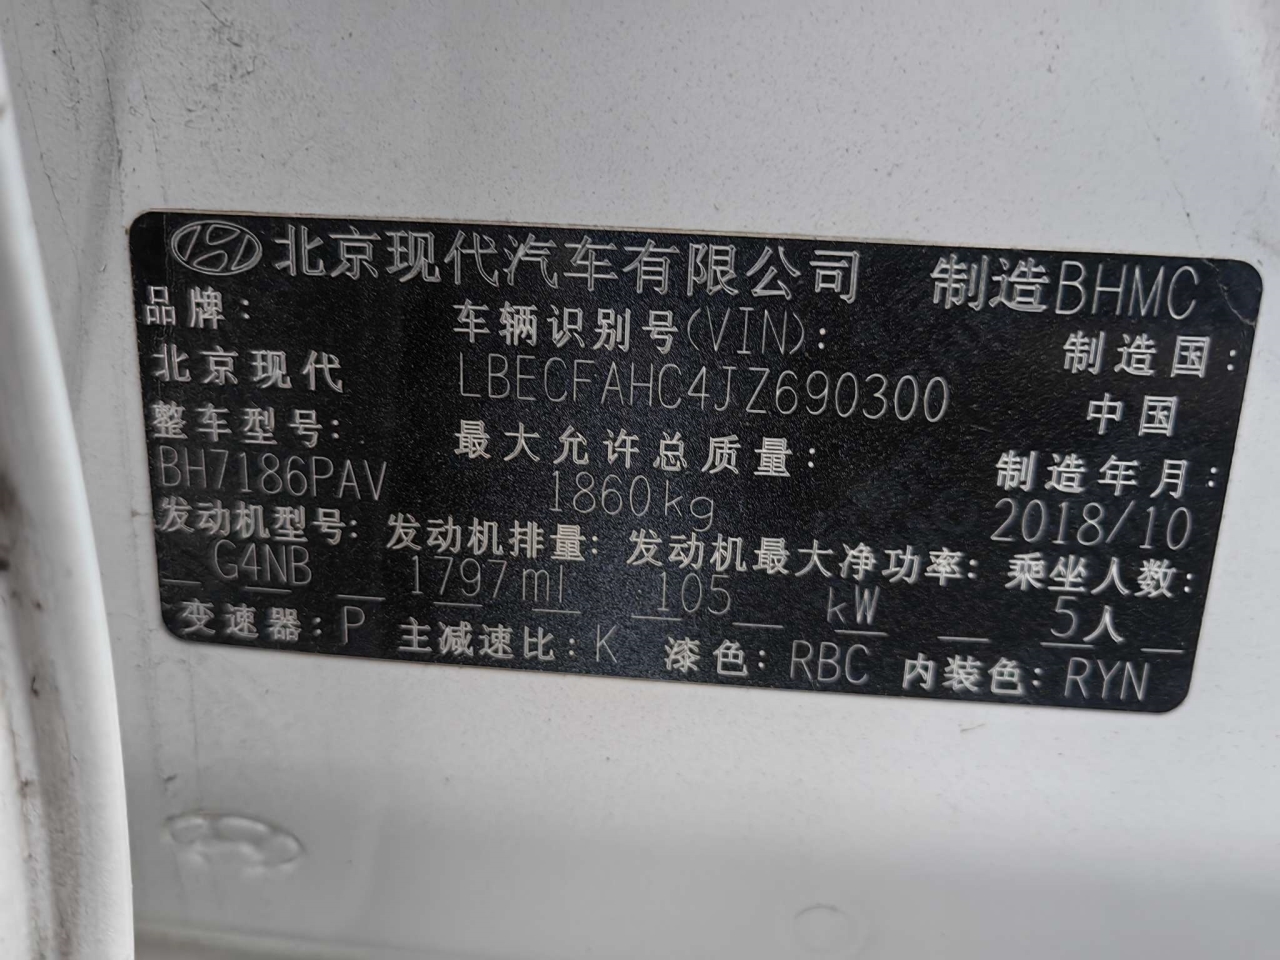 北京现代汽车有限公司 制造BHMC
品牌: 车辆识别号(VIN): 制造国:
北京现代 LBECFAHC4JZ690300 中国
整车型号: 最大允许总质量: 制造年月:
BH7186PAV 1860kg 2018/10
发动机型号: 发动机排量: 发动机最大净功率: 乘坐人数:
G4NB 1797ml 105 kW 5人
变速器: P 主减速比: K 漆色: RBC 内装色: RYN